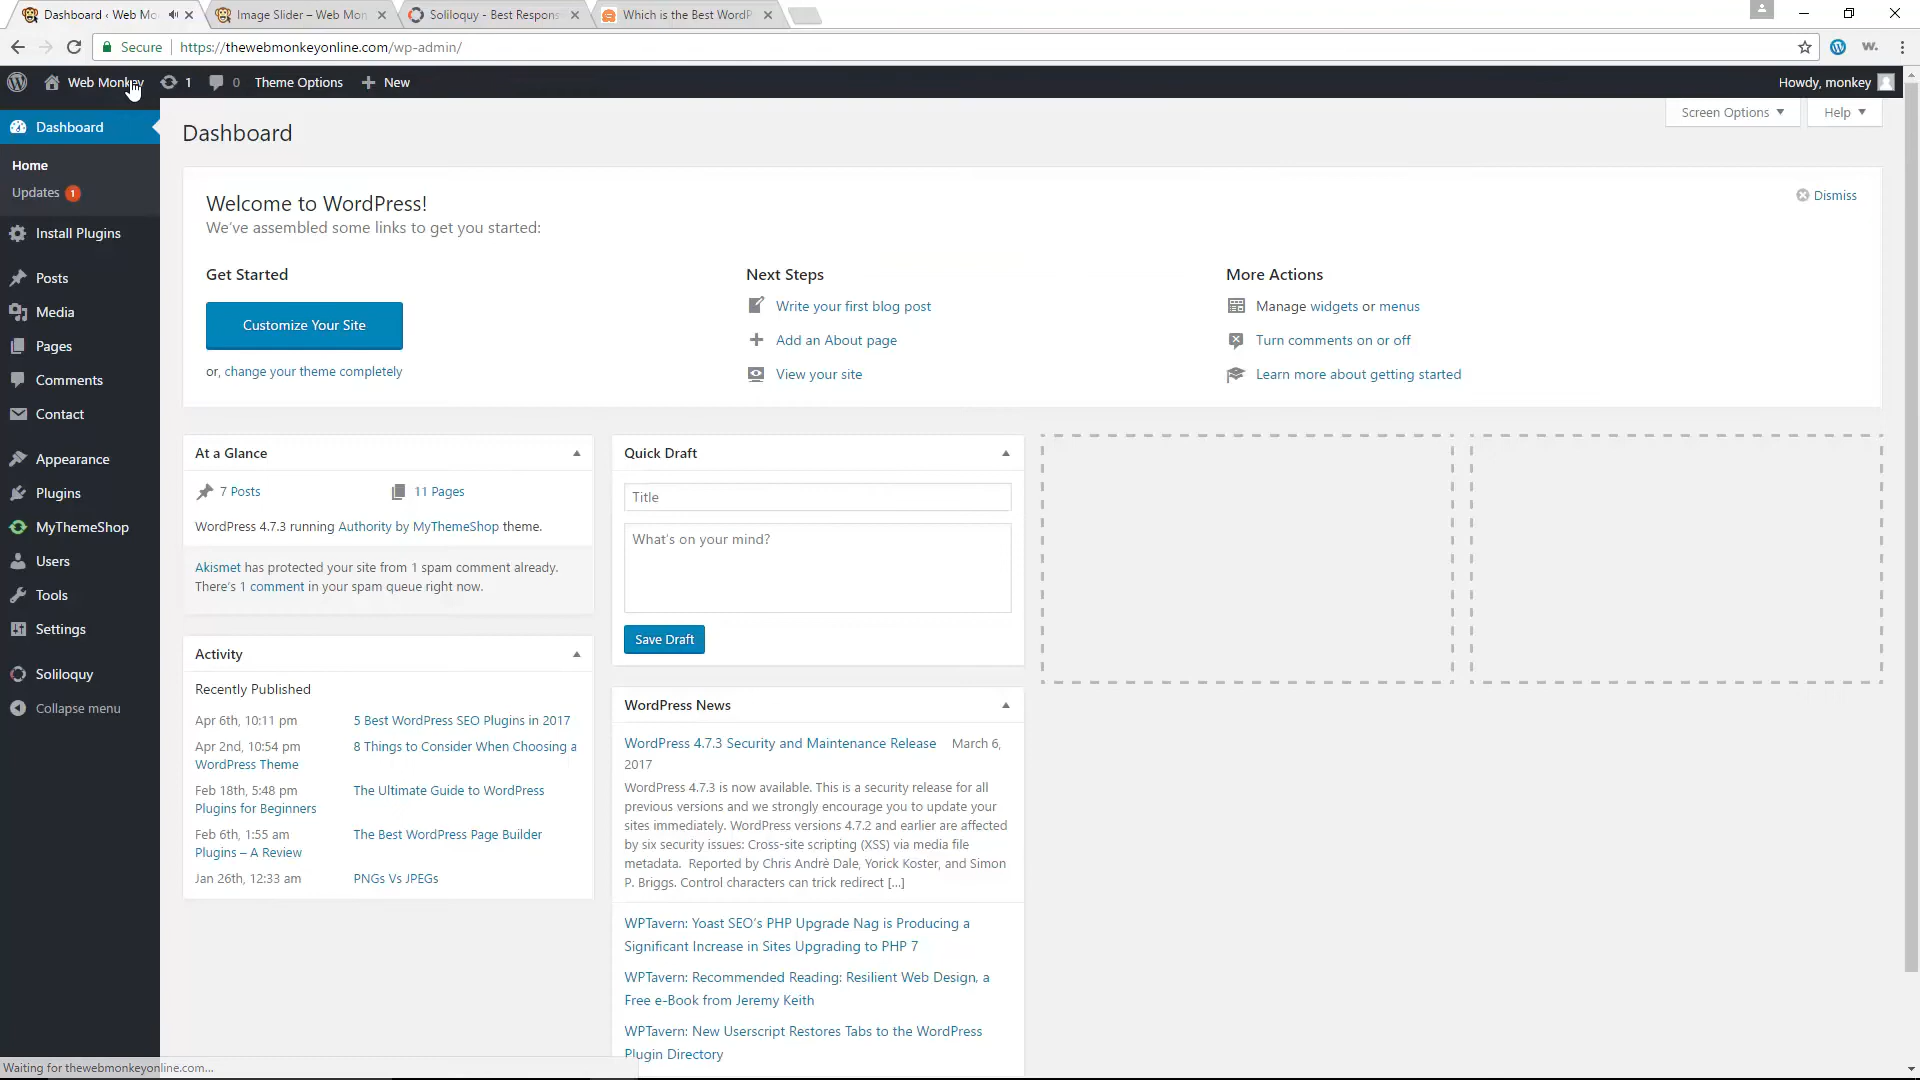 Dashboard ‹ Web Mo
Image Slider – Web Mon
Soliloquy - Best Respons
Which is the Best WordP
Secure
https://thewebmonkeyonline.com/wp-admin/
w.
Web Monkey
1
0
Theme Options
New
Howdy, monkey
Dashboard
Home
Updates 1
Install Plugins
Posts
Media
Pages
Comments
Contact
Appearance
Plugins
MyThemeShop
Users
Tools
Settings
Soliloquy
Collapse menu
Dashboard
Screen Options
Help
Welcome to WordPress!
We've assembled some links to get you started:
Dismiss
Get Started
Customize Your Site
or, change your theme completely
Next Steps
Write your first blog post
Add an About page
View your site
More Actions
Manage widgets or menus
Turn comments on or off
Learn more about getting started
At a Glance
7 Posts
11 Pages
WordPress 4.7.3 running Authority by MyThemeShop theme.
Akismet has protected your site from 1 spam comment already.
There's 1 comment in your spam queue right now.
Activity
Recently Published
Apr 6th, 10:11 pm 5 Best WordPress SEO Plugins in 2017
Apr 2nd, 10:54 pm 8 Things to Consider When Choosing a
WordPress Theme
Feb 18th, 5:48 pm The Ultimate Guide to WordPress
Plugins for Beginners
Feb 6th, 1:55 am The Best WordPress Page Builder
Plugins – A Review
Jan 26th, 12:33 am PNGs Vs JPEGs
Quick Draft
Title
What's on your mind?
Save Draft
WordPress News
WordPress 4.7.3 Security and Maintenance Release March 6,
2017
WordPress 4.7.3 is now available. This is a security release for all
previous versions and we strongly encourage you to update your
sites immediately. WordPress versions 4.7.2 and earlier are affected
by six security issues: Cross-site scripting (XSS) via media file
metadata. Reported by Chris André Dale, Yorick Koster, and Simon
P. Briggs. Control characters can trick redirect [...]
WPTavern: Yoast SEO's PHP Upgrade Nag is Producing a
Significant Increase in Sites Upgrading to PHP 7
WPTavern: Recommended Reading: Resilient Web Design, a
Free e-Book from Jeremy Keith
WPTavern: New Userscript Restores Tabs to the WordPress
Plugin Directory
Waiting for thewebmonkeyonline.com...